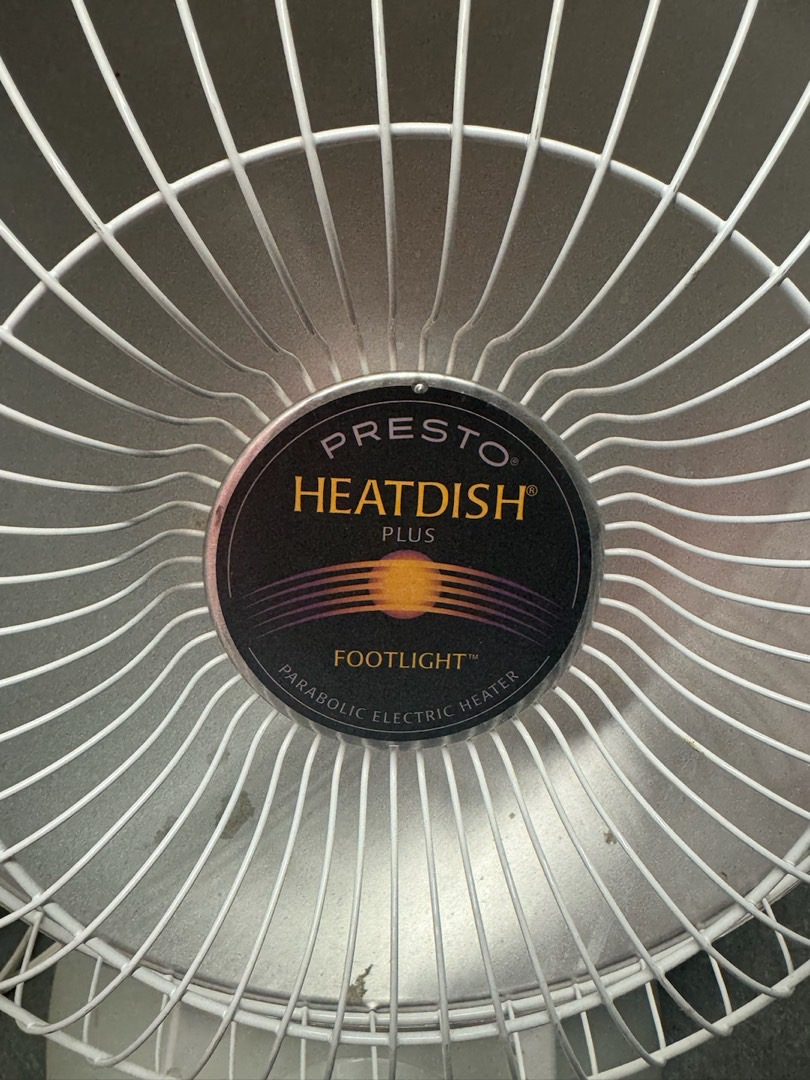 PRESTO®
HEATDISH®
PLUS
FOOTLIGHT™
PARABOLIC ELECTRIC HEATER